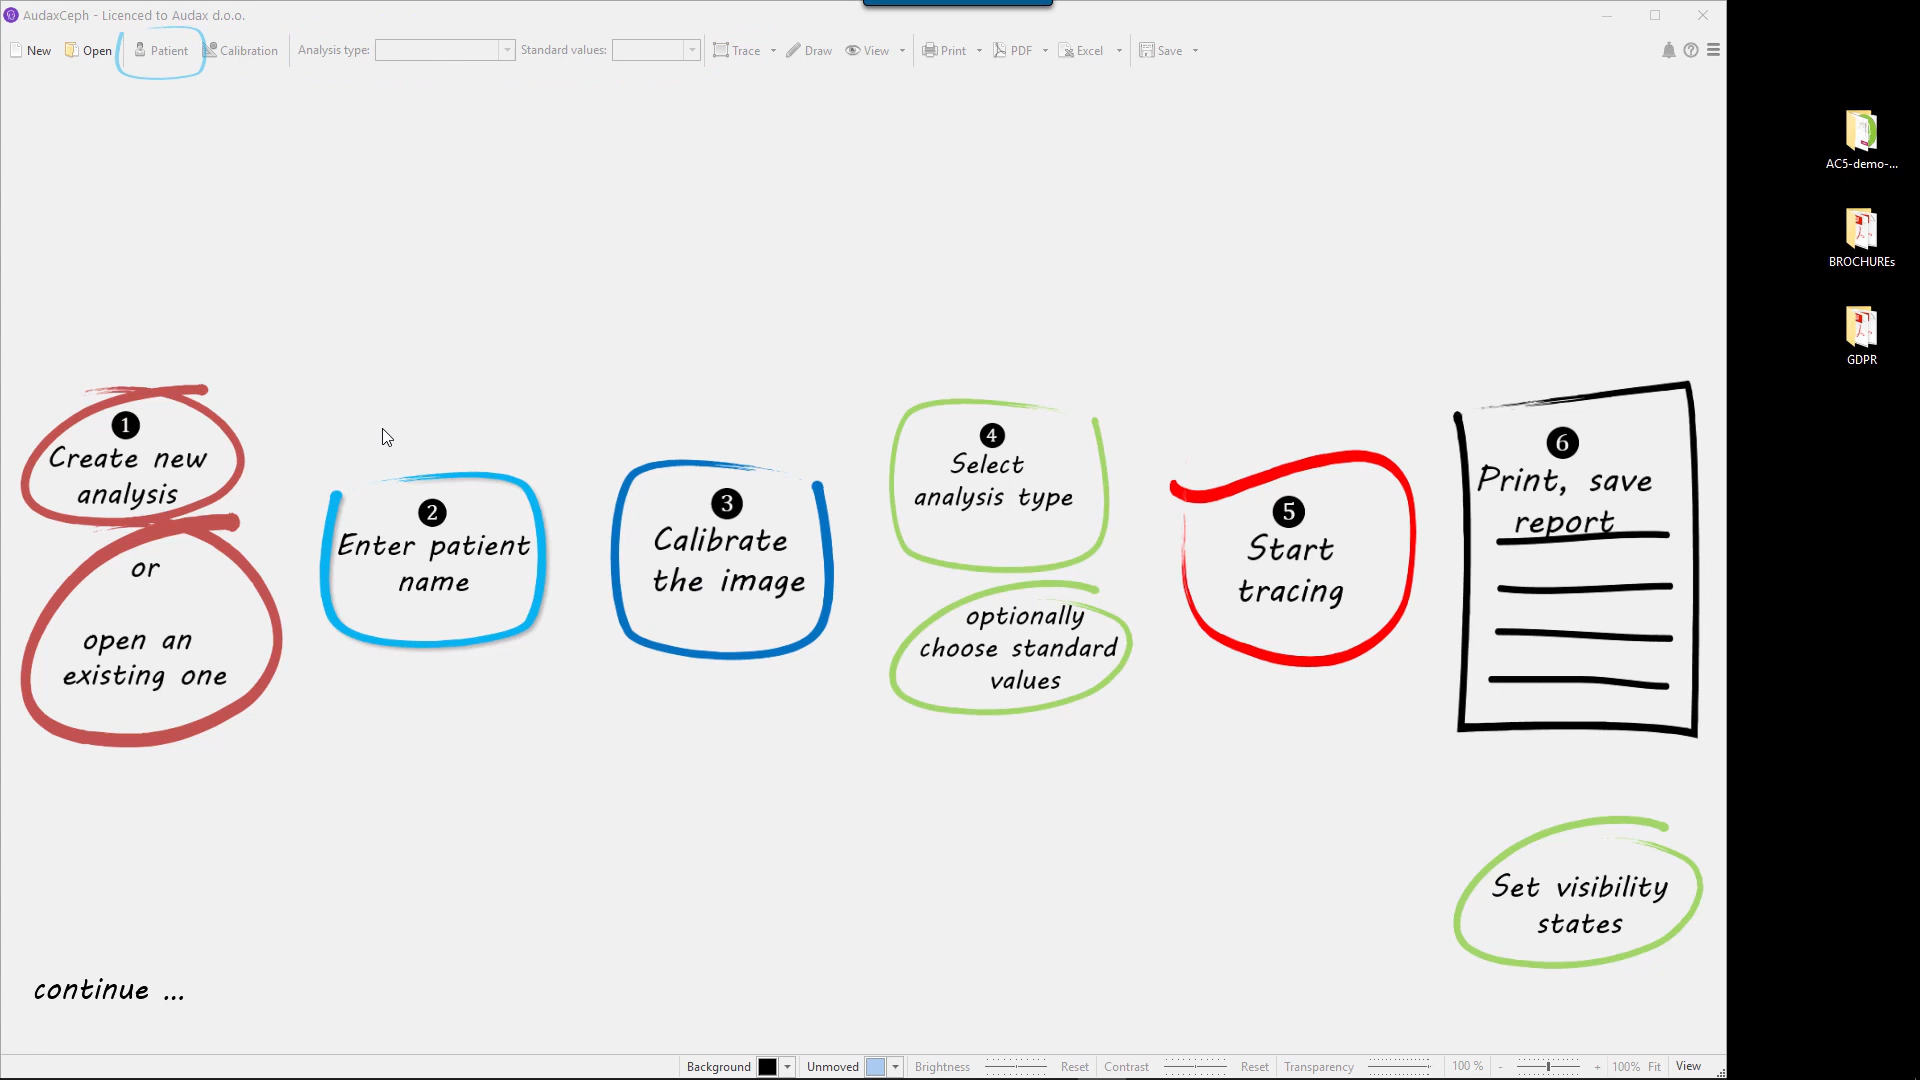 AudaxCeph - Licenced to Audax d.o.o.
New Open Patient Calibration Analysis type: Standard values: Trace Draw View Print PDF Excel Save
AC5-demo-...
BROCHUREs
GDPR
1
Create new
analysis
or
open an
existing one
2
Enter patient
name
3
Calibrate
the image
4
Select
analysis type
optionally
choose standard
values
5
Start
tracing
6
Print, save
report
Set visibility
states
continue ...
Background Unmoved Brightness Reset Contrast Reset Transparency 100 % - + 100% Fit View